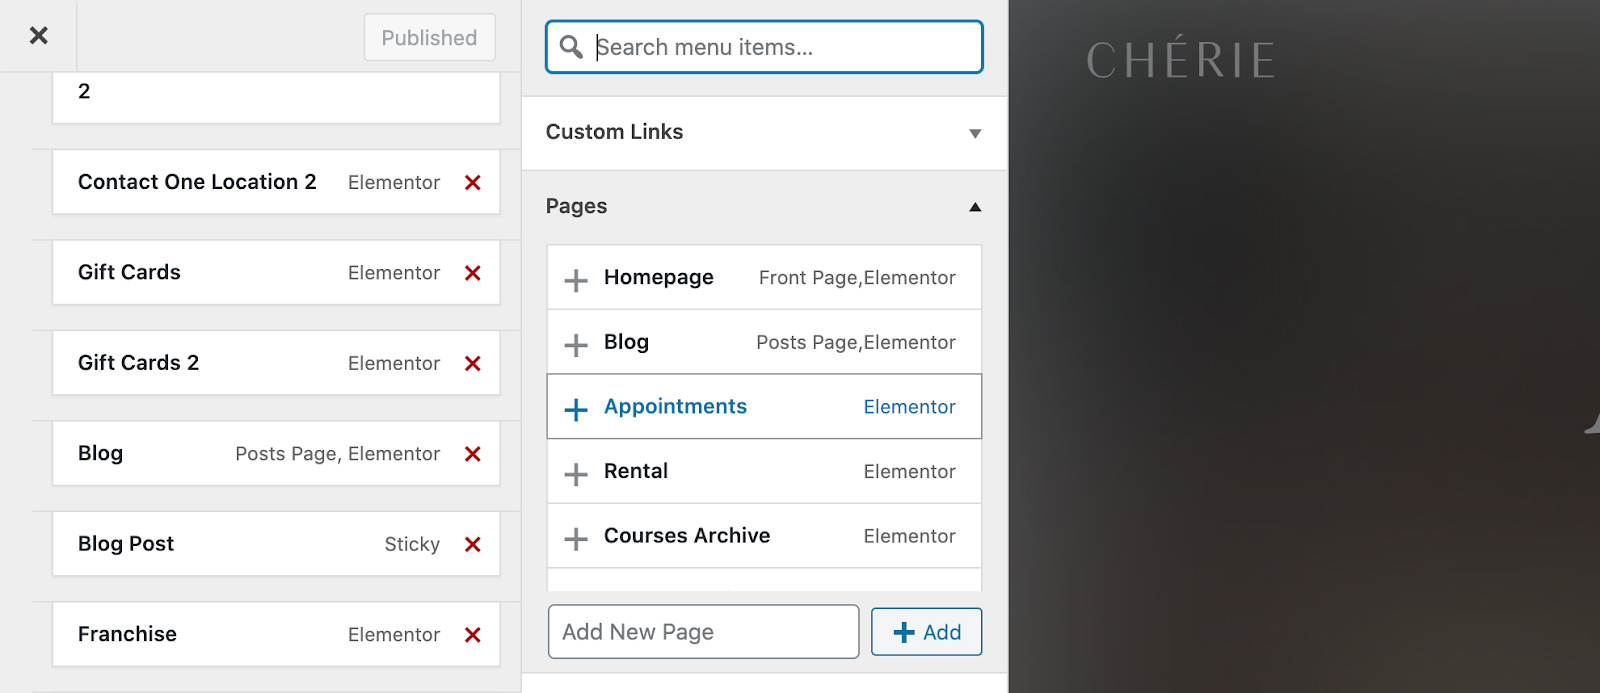 Published
2
Contact One Location 2 Elementor
Gift Cards Elementor
Gift Cards 2 Elementor
Blog Posts Page, Elementor
Blog Post Sticky
Franchise Elementor
Search menu items...
Custom Links
Pages
Homepage Front Page,Elementor
Blog Posts Page,Elementor
Appointments Elementor
Rental Elementor
Courses Archive Elementor
Add New Page
Add
CHÉRIE